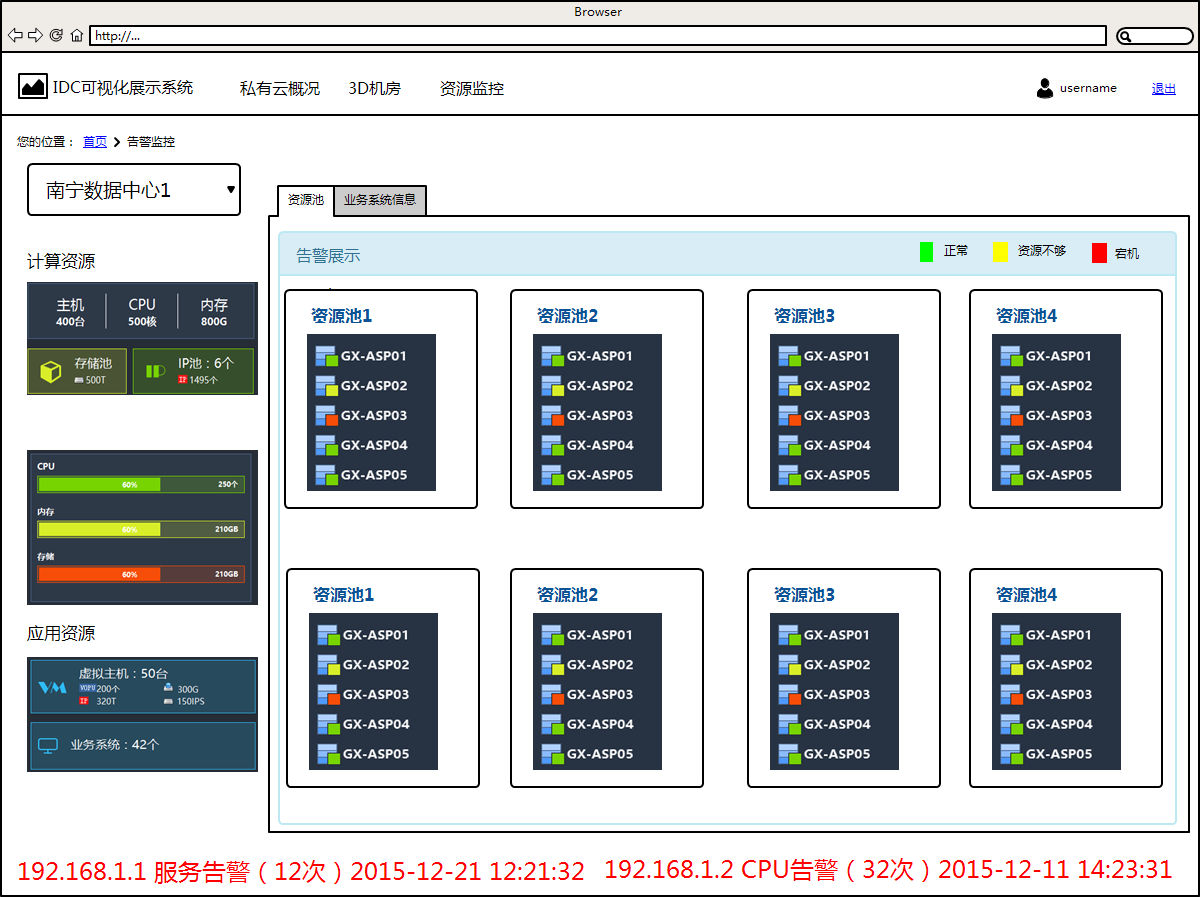 Browser
http://...
IDC可视化展示系统 私有云概况 3D机房 资源监控 username 退出
您的位置： 首页 告警监控
南宁数据中心1
计算资源
主机 CPU 内存
400台 500核 800G
存储池 IP池：6个
500T IP 1495个
CPU
60% 250个
内存
60% 210GB
存储
60% 210GB
应用资源
VM 虚拟主机：50台
VCPU 200个 300G
IP 320T 150IPS
业务系统：42个
资源池 业务系统信息
告警展示 正常 资源不够 宕机
资源池1
GX-ASP01
GX-ASP02
GX-ASP03
GX-ASP04
GX-ASP05
资源池2
GX-ASP01
GX-ASP02
GX-ASP03
GX-ASP04
GX-ASP05
资源池3
GX-ASP01
GX-ASP02
GX-ASP03
GX-ASP04
GX-ASP05
资源池4
GX-ASP01
GX-ASP02
GX-ASP03
GX-ASP04
GX-ASP05
资源池1
GX-ASP01
GX-ASP02
GX-ASP03
GX-ASP04
GX-ASP05
资源池2
GX-ASP01
GX-ASP02
GX-ASP03
GX-ASP04
GX-ASP05
资源池3
GX-ASP01
GX-ASP02
GX-ASP03
GX-ASP04
GX-ASP05
资源池4
GX-ASP01
GX-ASP02
GX-ASP03
GX-ASP04
GX-ASP05
192.168.1.1 服务告警（12次）2015-12-21 12:21:32 192.168.1.2 CPU告警（32次）2015-12-11 14:23:31